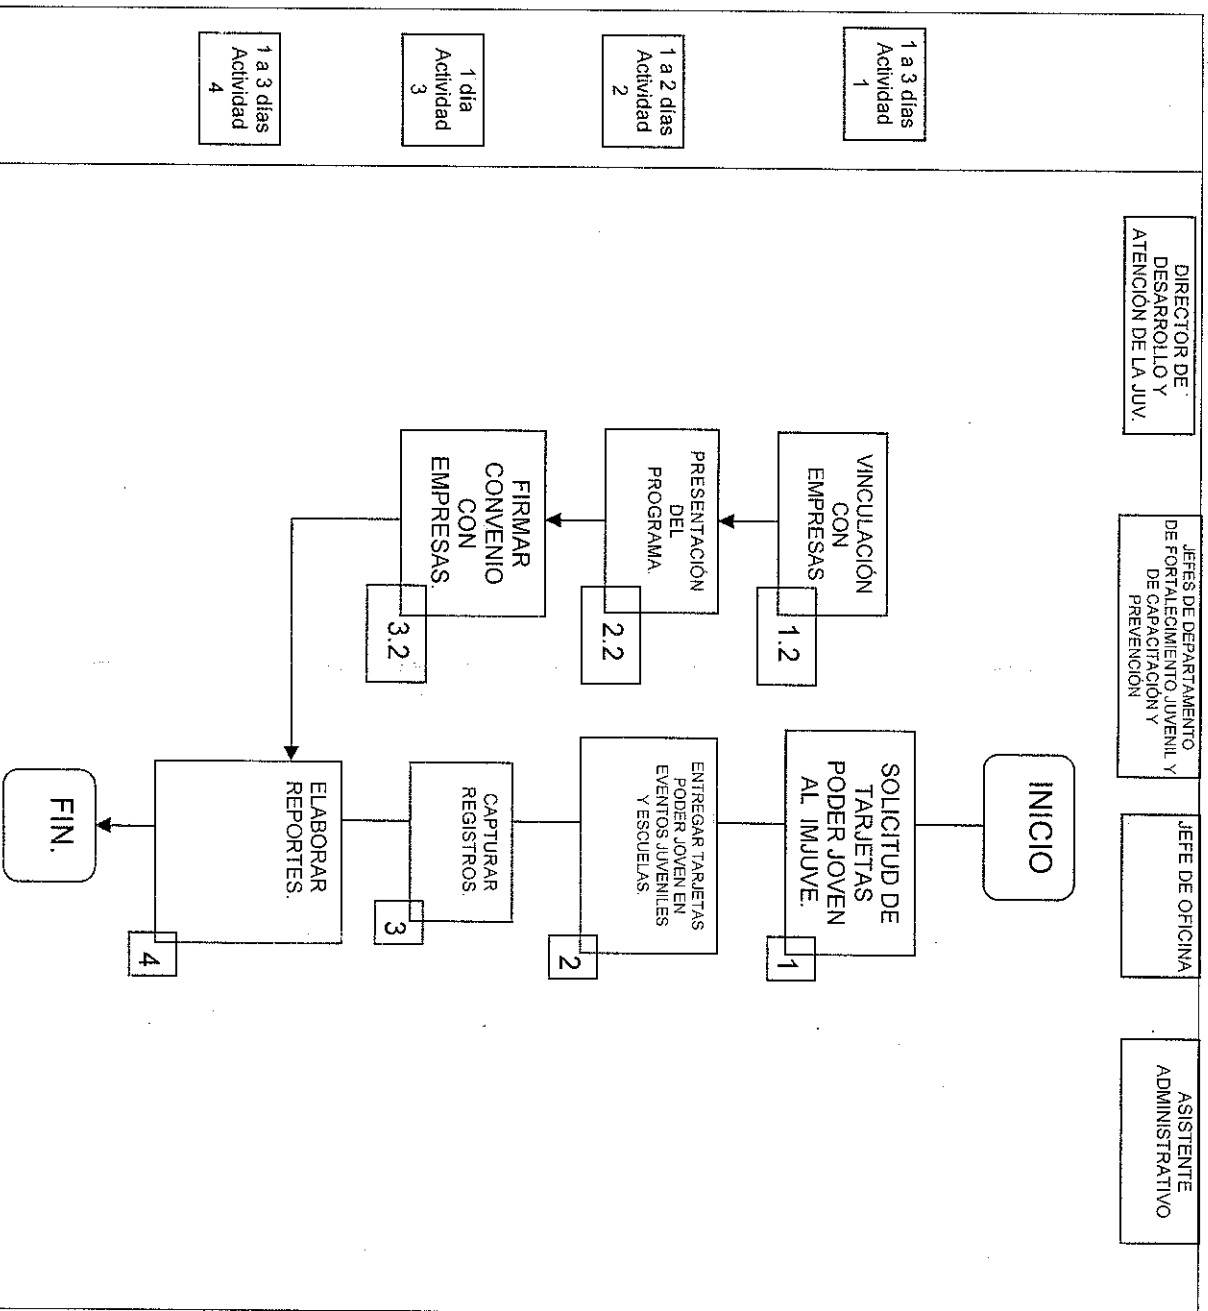 DIRECTOR DE
DESARROLLO Y
ATENCIÓN DE LA JUV.
JEFES DE DEPARTAMENTO
DE FORTALECIMIENTO JUVENIL Y
DE CAPACITACIÓN Y
PREVENCIÓN
JEFE DE OFICINA
ASISTENTE
ADMINISTRATIVO
INICIO
1 a 3 días
Actividad
1
VINCULACIÓN
CON
EMPRESAS.
1.2
SOLICITUD DE
TARJETAS
PODER JOVEN
AL IMJUVE.
1
1 a 2 días
Actividad
2
PRESENTACIÓN
DEL
PROGRAMA.
2.2
ENTREGAR TARJETAS
PODER JOVEN EN
EVENTOS JUVENILES
Y ESCUELAS.
2
1 día
Actividad
3
FIRMAR
CONVENIO
CON
EMPRESAS.
3.2
CAPTURAR
REGISTROS.
3
1 a 3 días
Actividad
4
ELABORAR
REPORTES.
4
FIN.